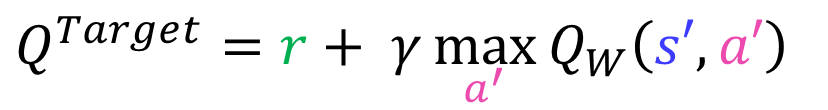 Q^{Target} = r + γ max_{a′} Q_W(s′, a′)